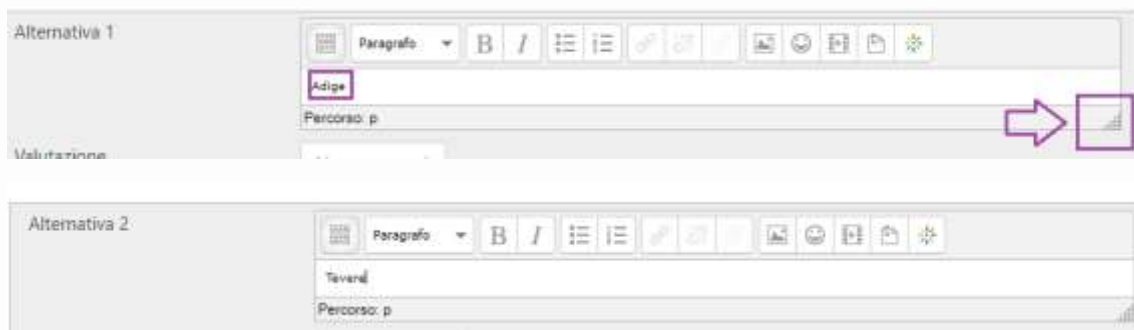 Alternativa 1
Paragrafo B I
Adige
Percorso: p
Valutazione
Alternativa 2
Paragrafo B I
Tevere
Percorso: p